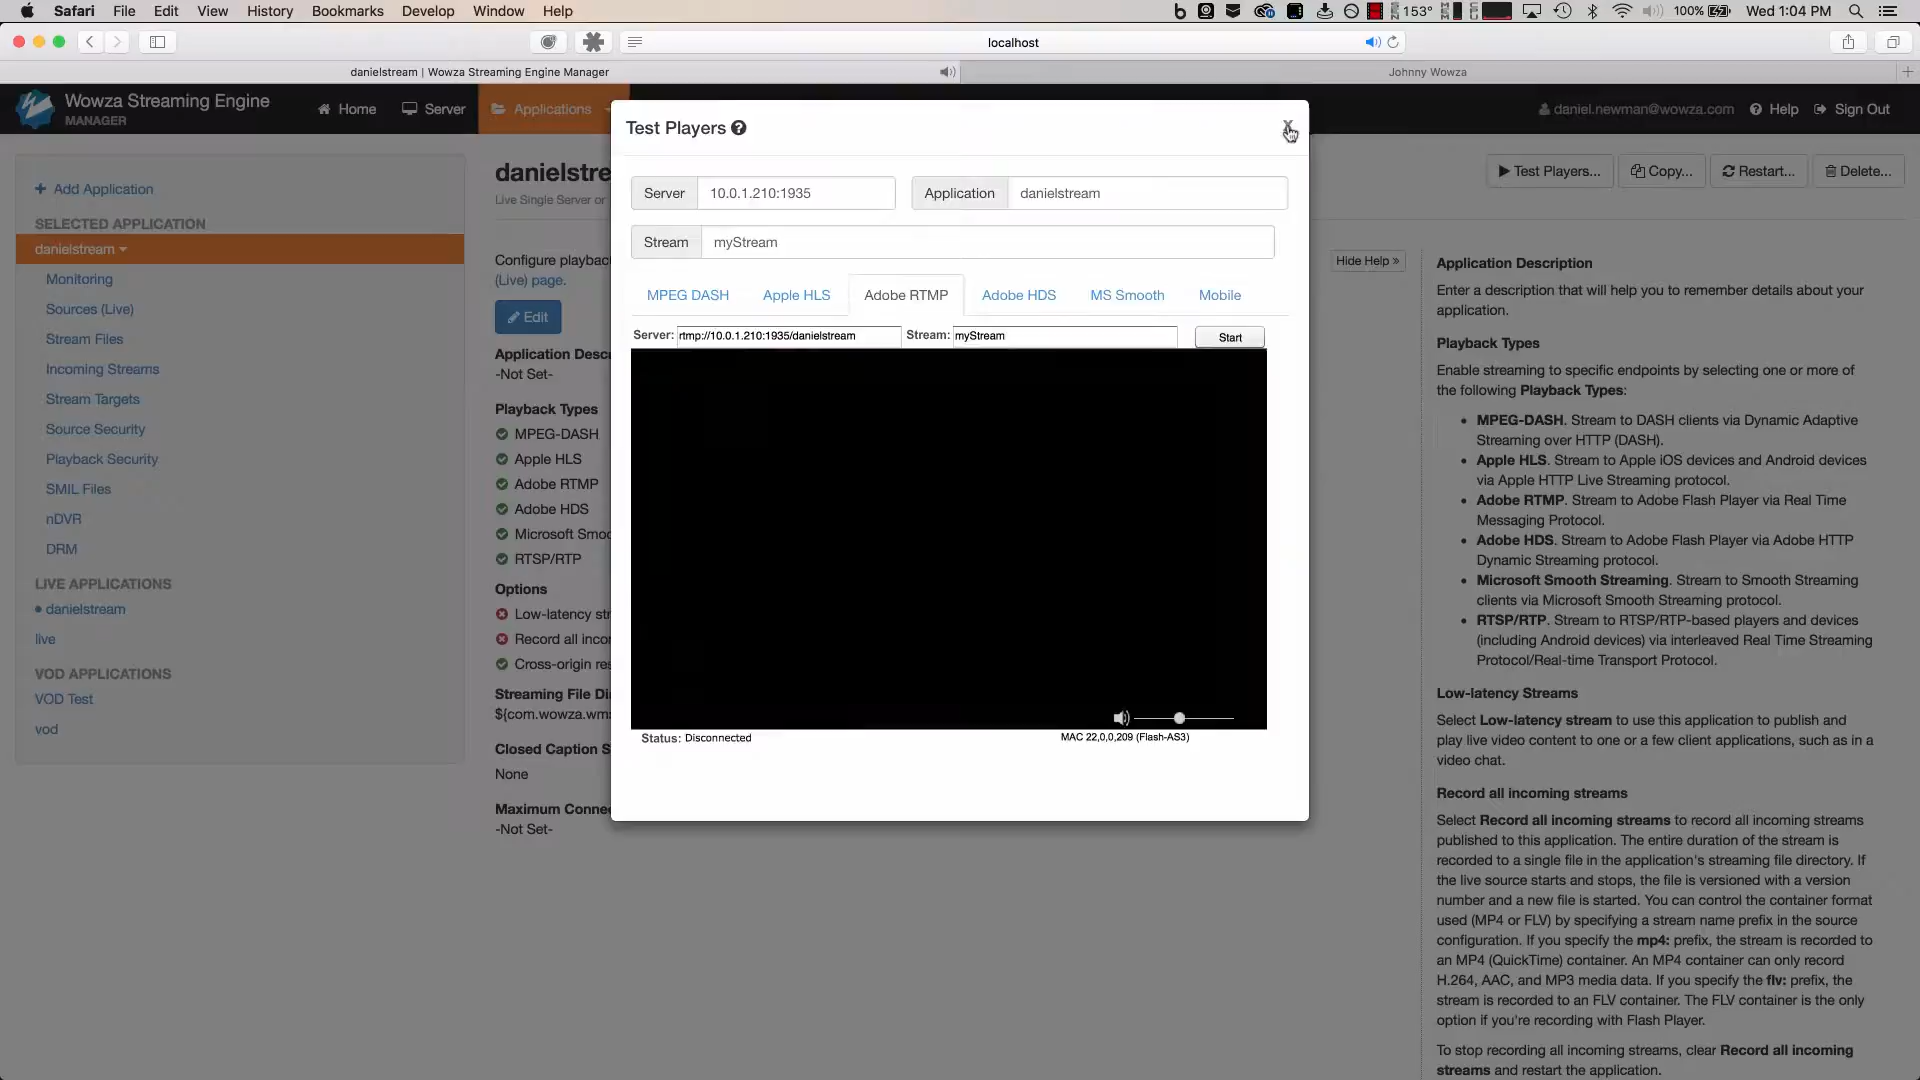 Safari File Edit View History Bookmarks Develop Window Help 153° 100% Wed 1:04 PM
localhost
danielstream | Wowza Streaming Engine Manager
Johnny Wowza
Wowza Streaming Engine
MANAGER
Home
Server
Applications
daniel.newman@wowza.com
Help
Sign Out
Add Application
SELECTED APPLICATION
danielstream
Monitoring
Sources (Live)
Stream Files
Incoming Streams
Stream Targets
Source Security
Playback Security
SMIL Files
nDVR
DRM
LIVE APPLICATIONS
danielstream
live
VOD APPLICATIONS
VOD Test
vod
danielstre
Live Single Server or
Test Players...
Copy...
Restart...
Delete...
Configure playbac
(Live) page.
Edit
Application Desc
-Not Set-
Playback Types
MPEG-DASH
Apple HLS
Adobe RTMP
Adobe HDS
Microsoft Smoo
RTSP/RTP
Options
Low-latency str
Record all inco
Cross-origin res
Streaming File Di
${com.wowza.wm
Closed Caption S
None
Maximum Conne
-Not Set-
Test Players
X
Server 10.0.1.210:1935
Application danielstream
Stream myStream
MPEG DASH Apple HLS Adobe RTMP Adobe HDS MS Smooth Mobile
Server: rtmp://10.0.1.210:1935/danielstream Stream: myStream Start
Status: Disconnected
MAC 22,0,0,209 (Flash-AS3)
Hide Help »
Application Description
Enter a description that will help you to remember details about your
application.
Playback Types
Enable streaming to specific endpoints by selecting one or more of
the following Playback Types:
• MPEG-DASH. Stream to DASH clients via Dynamic Adaptive
Streaming over HTTP (DASH).
• Apple HLS. Stream to Apple iOS devices and Android devices
via Apple HTTP Live Streaming protocol.
• Adobe RTMP. Stream to Adobe Flash Player via Real Time
Messaging Protocol.
• Adobe HDS. Stream to Adobe Flash Player via Adobe HTTP
Dynamic Streaming protocol.
• Microsoft Smooth Streaming. Stream to Smooth Streaming
clients via Microsoft Smooth Streaming protocol.
• RTSP/RTP. Stream to RTSP/RTP-based players and devices
(including Android devices) via interleaved Real Time Streaming
Protocol/Real-time Transport Protocol.
Low-latency Streams
Select Low-latency stream to use this application to publish and
play live video content to one or a few client applications, such as in a
video chat.
Record all incoming streams
Select Record all incoming streams to record all incoming streams
published to this application. The entire duration of the stream is
recorded to a single file in the application's streaming file directory. If
the live source starts and stops, the file is versioned with a version
number and a new file is started. You can control the container format
used (MP4 or FLV) by specifying a stream name prefix in the source
configuration. If you specify the mp4: prefix, the stream is recorded to
an MP4 (QuickTime) container. An MP4 container can only record
H.264, AAC, and MP3 media data. If you specify the flv: prefix, the
stream is recorded to an FLV container. The FLV container is the only
option if you're recording with Flash Player.
To stop recording all incoming streams, clear Record all incoming
streams and restart the application.